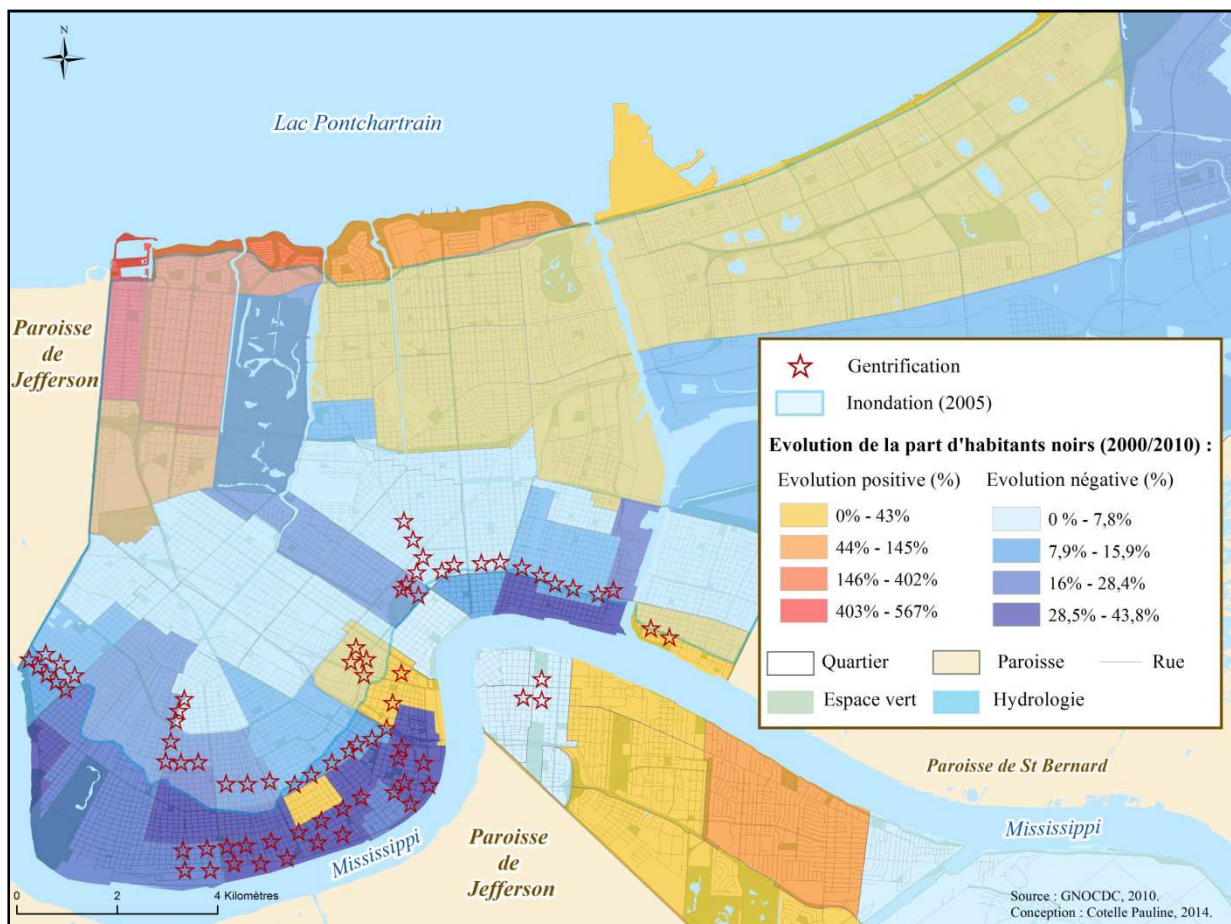 N
Lac Pontchartrain
Paroisse
de
Jefferson
Gentrification
Inondation (2005)
Evolution de la part d'habitants noirs (2000/2010) :
Evolution positive (%)
0% - 43%
44% - 145%
146% - 402%
403% - 567%
Evolution négative (%)
0 % - 7,8%
7,9% - 15,9%
16% - 28,4%
28,5% - 43,8%
Quartier
Paroisse
Rue
Espace vert
Hydrologie
Paroisse de St Bernard
Mississippi
Mississippi
Paroisse
de
Jefferson
0 2 4 Kilomètres
Source : GNOCDC, 2010.
Conception : Cotelle Pauline, 2014.